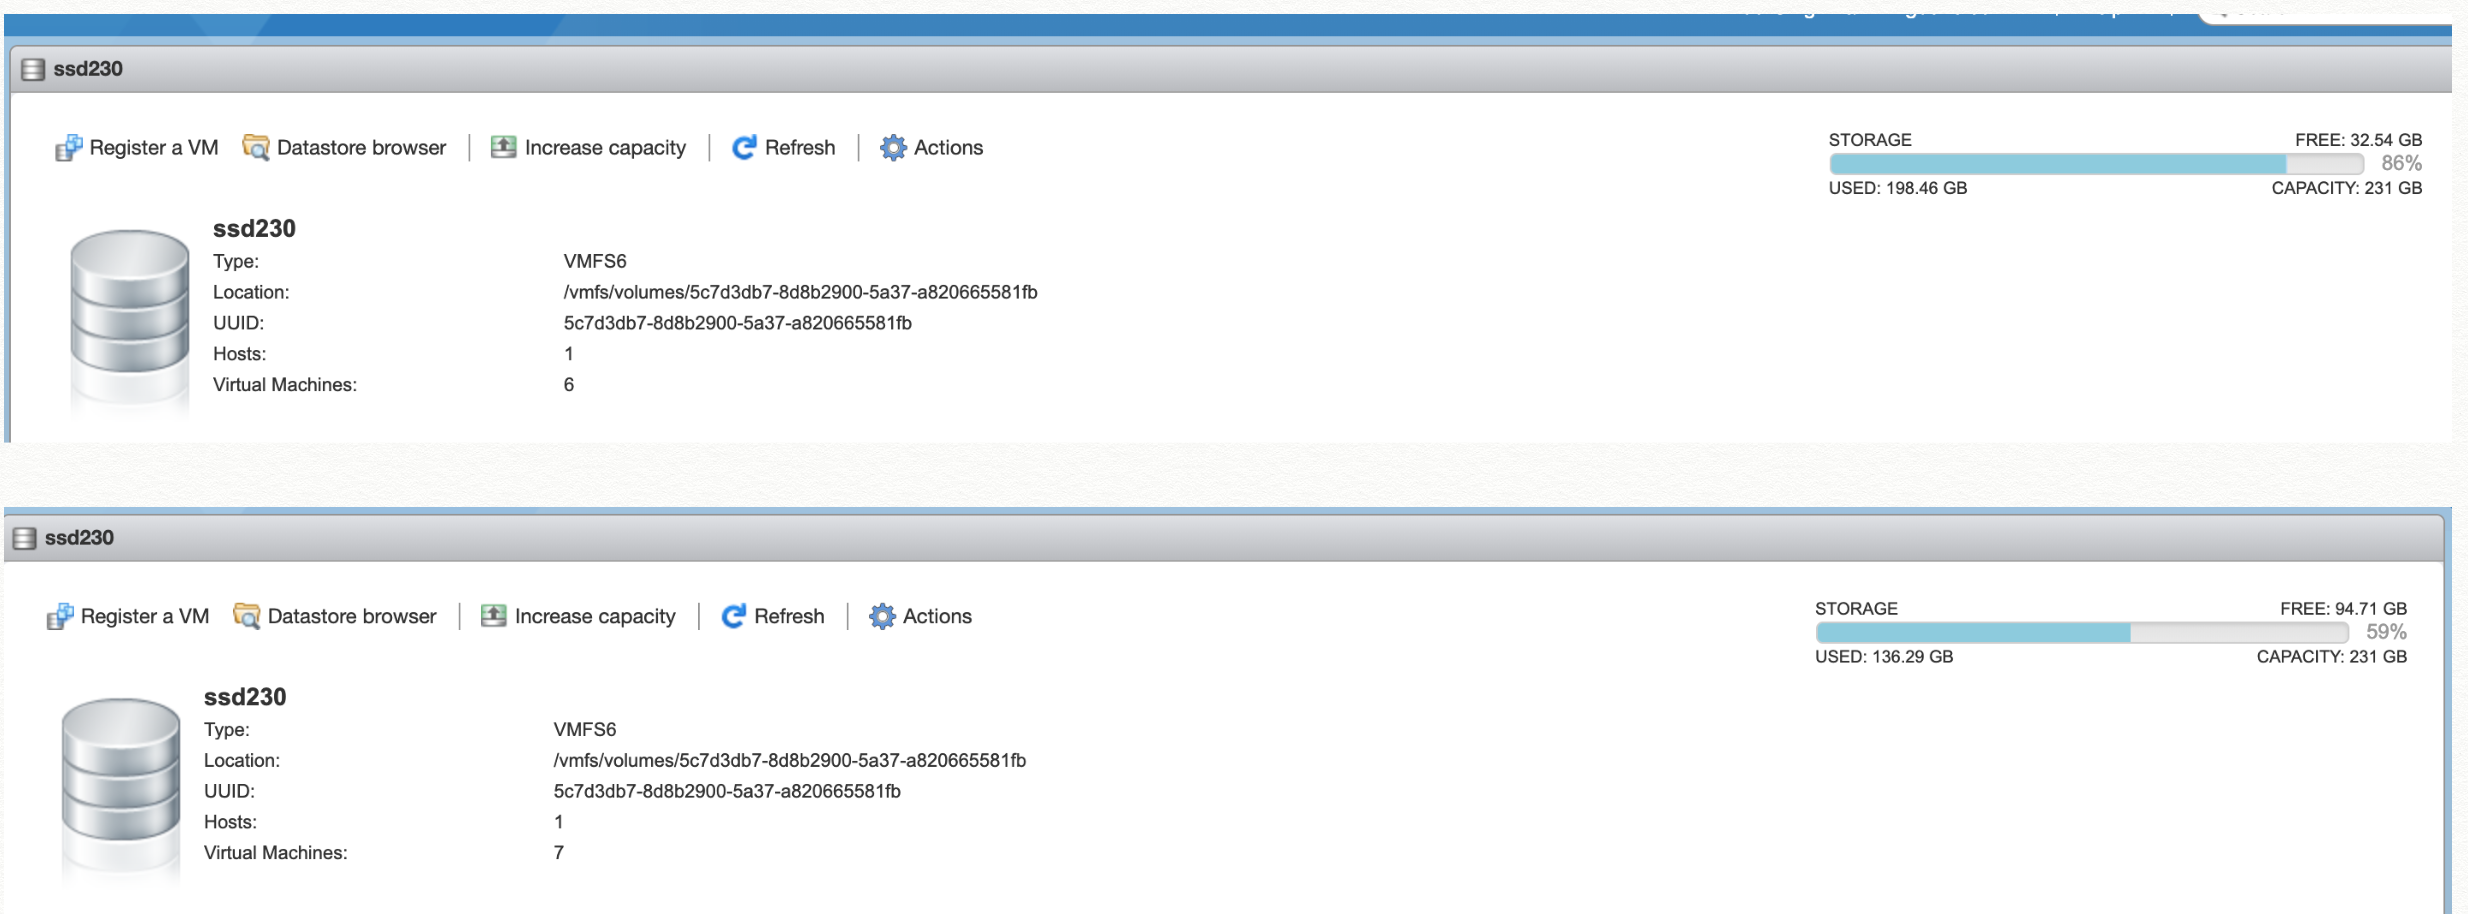 ssd230
Register a VM Datastore browser Increase capacity Refresh Actions
STORAGE FREE: 32.54 GB
86%
USED: 198.46 GB CAPACITY: 231 GB
ssd230
Type: VMFS6
Location: /vmfs/volumes/5c7d3db7-8d8b2900-5a37-a820665581fb
UUID: 5c7d3db7-8d8b2900-5a37-a820665581fb
Hosts: 1
Virtual Machines: 6
ssd230
Register a VM Datastore browser Increase capacity Refresh Actions
STORAGE FREE: 94.71 GB
59%
USED: 136.29 GB CAPACITY: 231 GB
ssd230
Type: VMFS6
Location: /vmfs/volumes/5c7d3db7-8d8b2900-5a37-a820665581fb
UUID: 5c7d3db7-8d8b2900-5a37-a820665581fb
Hosts: 1
Virtual Machines: 7